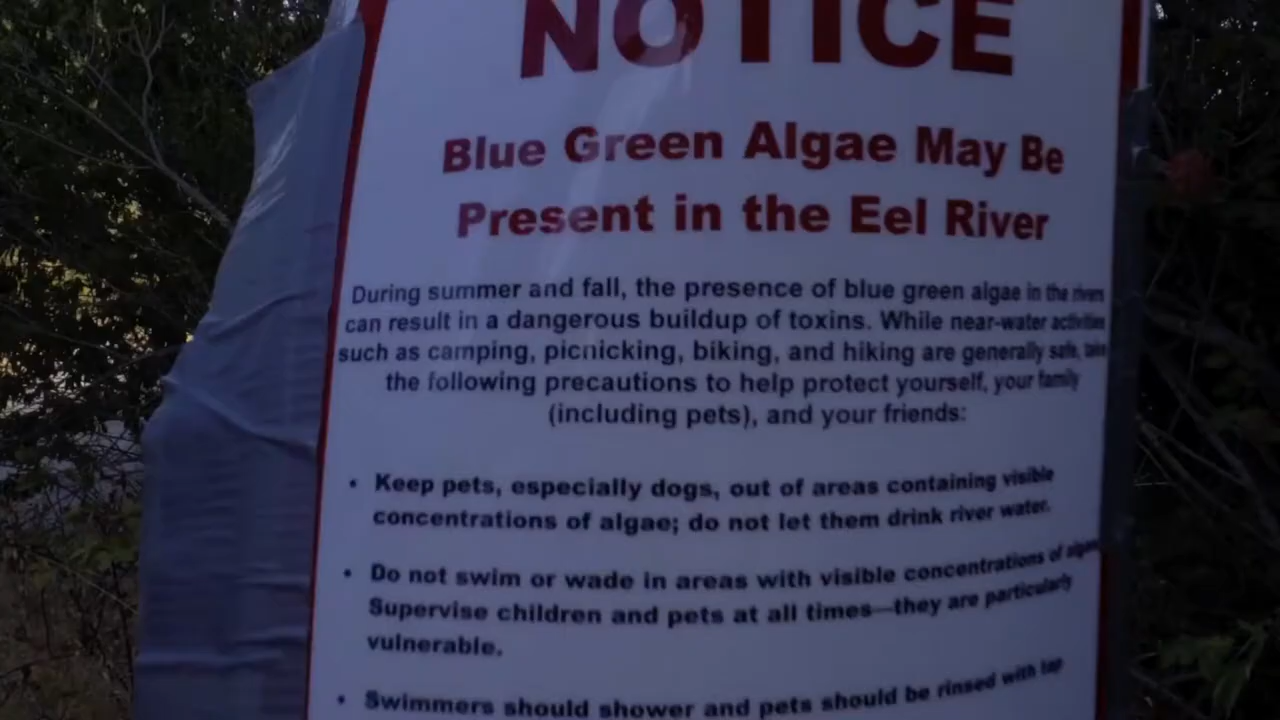 NOTICE
Blue Green Algae May Be
Present in the Eel River
During summer and fall, the presence of blue green algae in the rivers
can result in a dangerous buildup of toxins. While near-water activities
such as camping, picnicking, biking, and hiking are generally safe, take
the following precautions to help protect yourself, your family
(including pets), and your friends:
• Keep pets, especially dogs, out of areas containing visible
concentrations of algae; do not let them drink river water.
• Do not swim or wade in areas with visible concentrations of algae.
Supervise children and pets at all times—they are particularly
vulnerable.
• Swimmers should shower and pets should be rinsed with tap